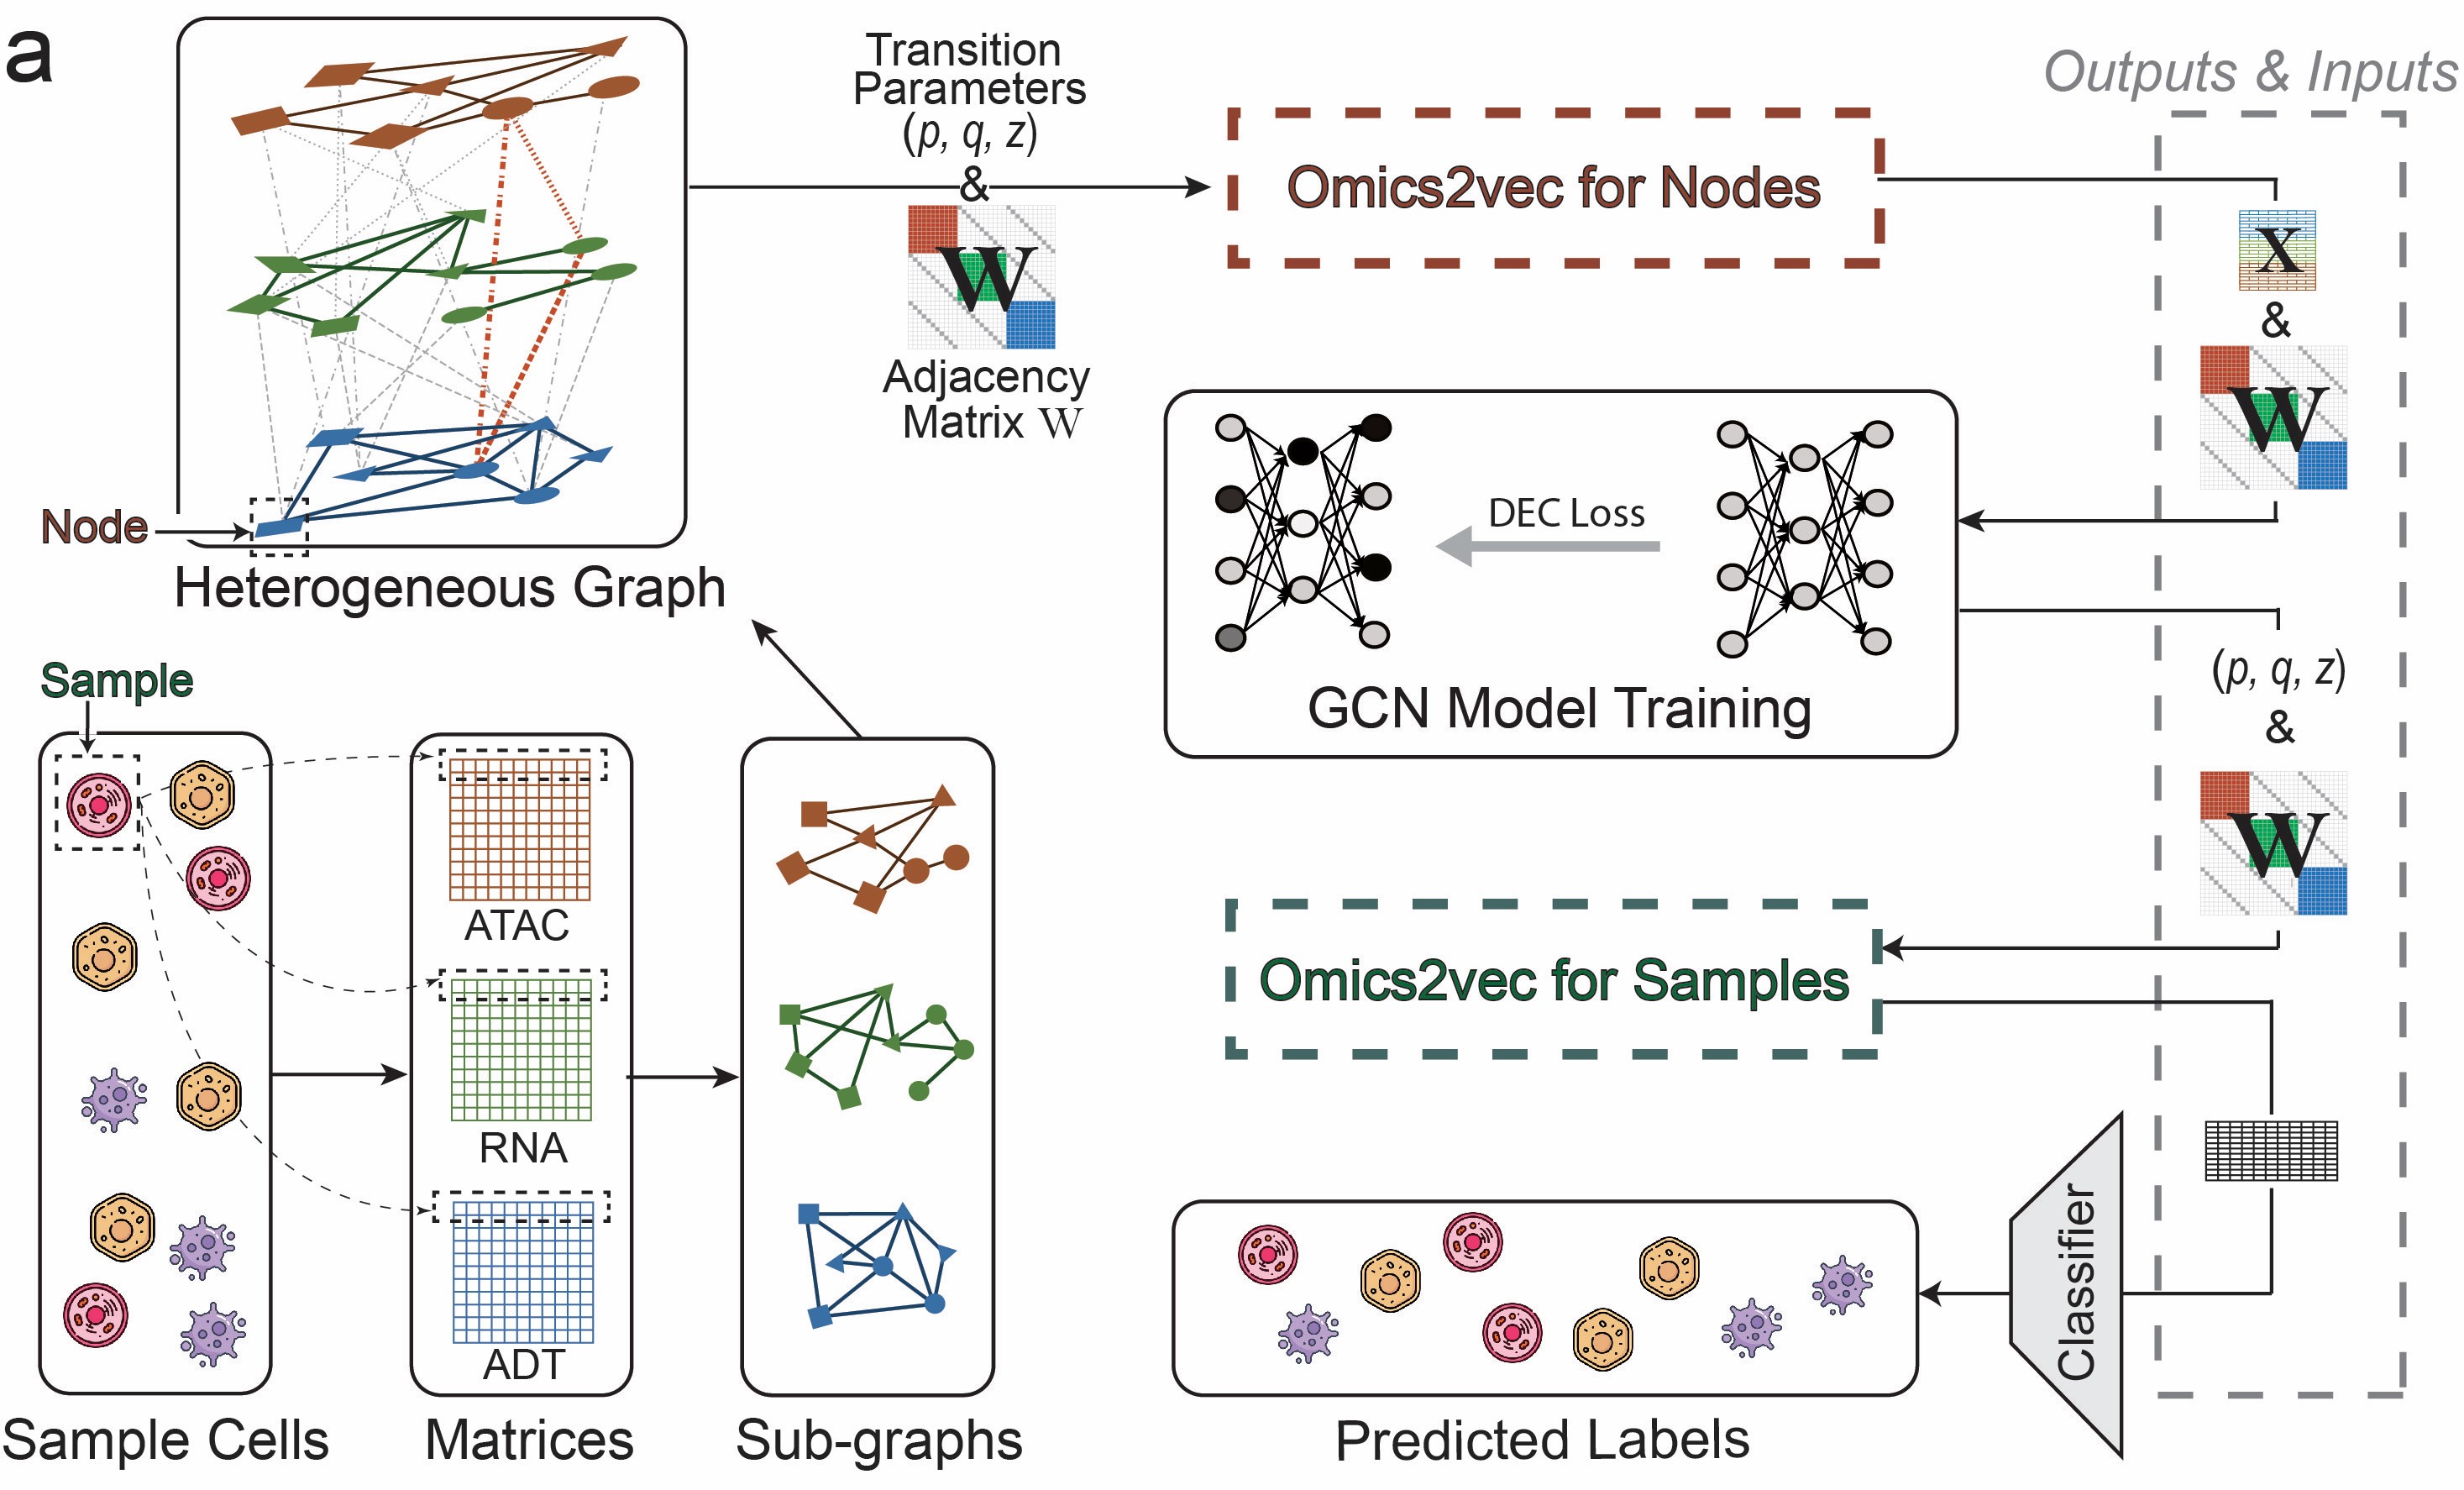 a
Transition
Parameters
(p, q, z)
&
W
Adjacency
Matrix W
Omics2vec for Nodes
Outputs & Inputs
X
&
W
Node
Heterogeneous Graph
DEC Loss
GCN Model Training
(p, q, z)
&
W
Sample
ATAC
RNA
ADT
Sample Cells
Matrices
Sub-graphs
Omics2vec for Samples
Classifier
Predicted Labels